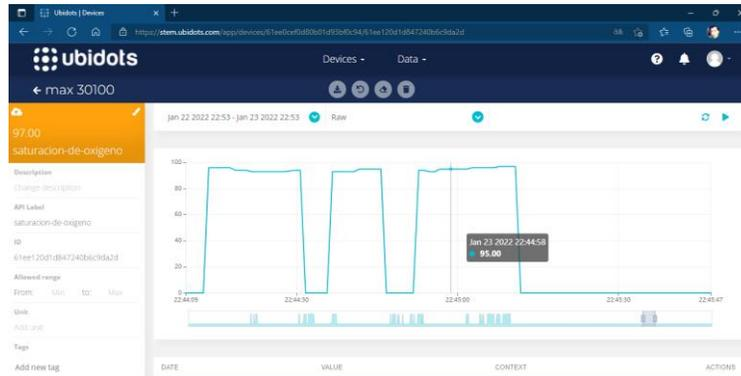 Ubidots | Devices
https://stem.ubidots.com/app/devices/61ee0cef0d80b01d93bf0c94/61ee120d1d847240b6c9da2d
ubidots
Devices
Data
max 30100
97.00
saturacion-de-oxigeno
Jan 22 2022 22:53 - Jan 23 2022 22:53
Raw
Description
Change description
API Label
saturacion-de-oxigeno
ID
61ee120d1d847240b6c9da2d
Allowed range
From: Min to: Max
Unit
Add unit
Tags
Add new tag
100
80
60
40
20
0
Jan 23 2022 22:44:58
95.00
22:44:09
22:44:30
22:45:00
22:45:30
22:45:47
DATE VALUE CONTEXT ACTIONS